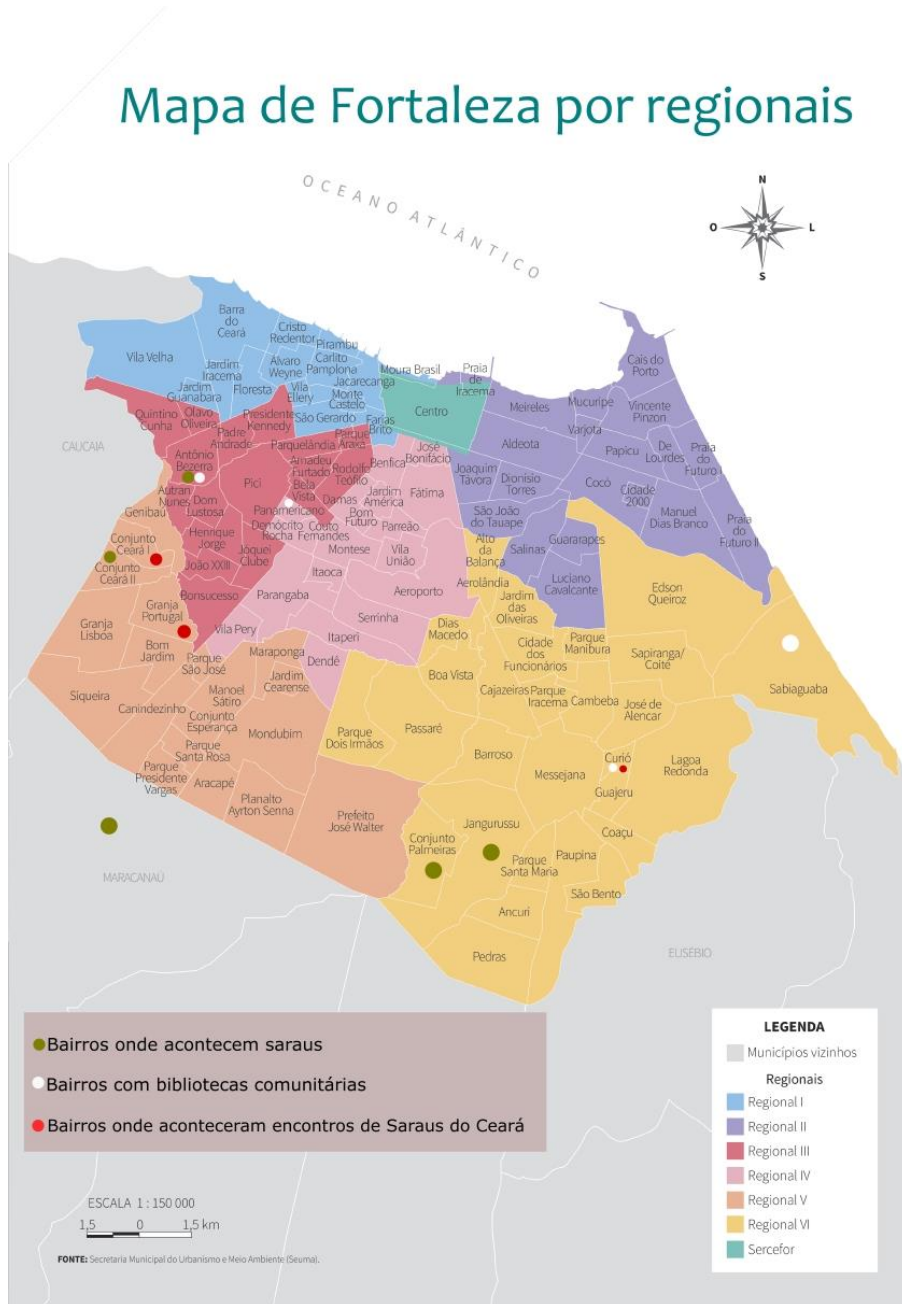 Mapa de Fortaleza por regionais
OCEANO ATLÂNTICO
N
O
L
S
Barra
do
Ceará
Vila Velha
Cristo
Redentor
Pirambu
Carlito
Pamplona
Álvaro
Weyne
Jardim
Iracema
Jardim
Guanabara
Floresta
Vila
Ellery
Jacarecanga
Monte
Castelo
São Gerardo
Farias
Brito
Moura Brasil
Praia
de
Iracema
Centro
Cais do
Porto
Meireles
Mucuripe
Vincente
Pinzon
Varjota
Aldeota
Papicu
De
Lourdes
Praia
do
Futuro I
Joaquim
Távora
Dionisio
Torres
Cocó
Cidade
2000
Manuel
Dias Branco
Praia
do
Futuro II
São João
do Tauape
Salinas
Guararapes
Luciano
Cavalcante
CAUCAIA
Quintino
Cunha
Olavo
Oliveira
Padre
Andrade
Presidente
Kennedy
Parquelândia
Parque
Araxá
Antônio
Bezerra
Amadeu
Furtado
Rodolfo
Teófilo
Bela
Vista
Pici
Autran
Nunes
Dom
Lustosa
Panamericano
Henrique
Jorge
Jóquei
Clube
João XXIII
Bonsucesso
Benfica
José
Bonifácio
Damas
Jardim
América
Fátima
Bom
Futuro
Demócrito
Rocha
Couto
Fernandes
Parreão
Montese
Vila
União
Itaoca
Parangaba
Aeroporto
Serrinha
Vila Pery
Itaperi
Dendê
Genibaú
Conjunto
Ceará I
Conjunto
Ceará II
Granja
Portugal
Granja
Lisboa
Bom
Jardim
Parque
São José
Maraponga
Siqueira
Canindezinho
Manoel
Sátiro
Jardim
Cearense
Conjunto
Esperança
Mondubim
Parque
Santa Rosa
Parque
Presidente
Vargas
Aracapé
Planalto
Ayrton Senna
Prefeito
José Walter
Alto
da
Balança
Aerolândia
Jardim
das
Oliveiras
Edson
Queiroz
Dias
Macedo
Cidade
dos
Funcionários
Parque
Manibura
Sapiranga/
Coité
Sabiaguaba
Boa Vista
Cajazeiras
Parque
Iracema
Cambeba
José de
Alencar
Parque
Dois Irmãos
Passaré
Barroso
Messejana
Curió
Lagoa
Redonda
Guajeru
Jangurussu
Conjunto
Palmeiras
Coaçu
Parque
Santa Maria
Paupina
São Bento
Ancuri
Pedras
MARACANAÚ
EUSÉBIO
Bairros onde acontecem saraus
Bairros com bibliotecas comunitárias
Bairros onde aconteceram encontros de Saraus do Ceará
LEGENDA
Municípios vizinhos
Regionais
Regional I
Regional II
Regional III
Regional IV
Regional V
Regional VI
Sercefor
ESCALA 1 : 150 000
1,5 0 1,5 km
FONTE: Secretaria Municipal do Urbanismo e Meio Ambiente (Seuma).